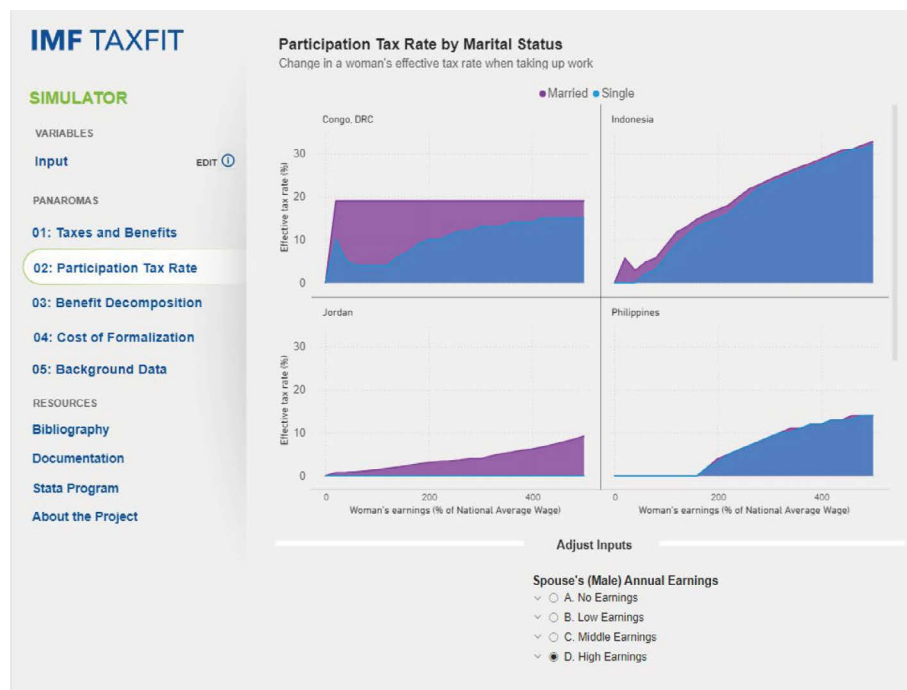 IMF TAXFIT
SIMULATOR
VARIABLES
Input EDIT
PANAROMAS
01: Taxes and Benefits
02: Participation Tax Rate
03: Benefit Decomposition
04: Cost of Formalization
05: Background Data
RESOURCES
Bibliography
Documentation
Stata Program
About the Project
Participation Tax Rate by Marital Status
Change in a woman's effective tax rate when taking up work
Married Single
Congo, DRC
Effective tax rate (%)
30
20
10
0
Indonesia
Jordan
Effective tax rate (%)
30
20
10
0
0 200 400
Woman's earnings (% of National Average Wage)
Philippines
0 200 400
Woman's earnings (% of National Average Wage)
Adjust Inputs
Spouse's (Male) Annual Earnings
A. No Earnings
B. Low Earnings
C. Middle Earnings
D. High Earnings